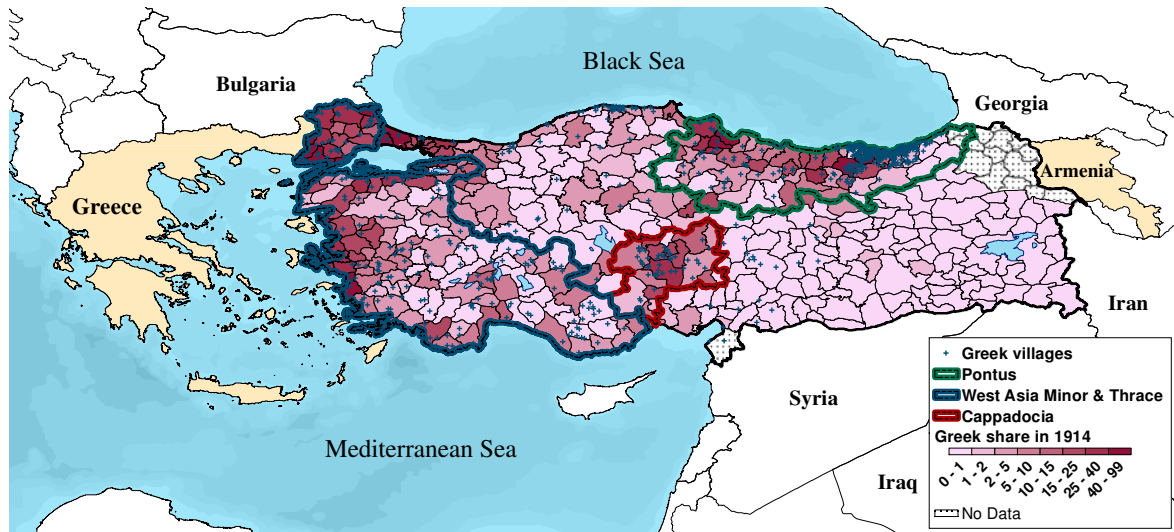 Black Sea
Bulgaria
Georgia
Armenia
Greece
Iran
Syria
Mediterranean Sea
Iraq
Greek villages
Pontus
West Asia Minor & Thrace
Cappadocia
Greek share in 1914
0 - 1
1 - 2
2 - 5
5 - 10
10 - 15
15 - 25
25 - 40
40 - 99
No Data